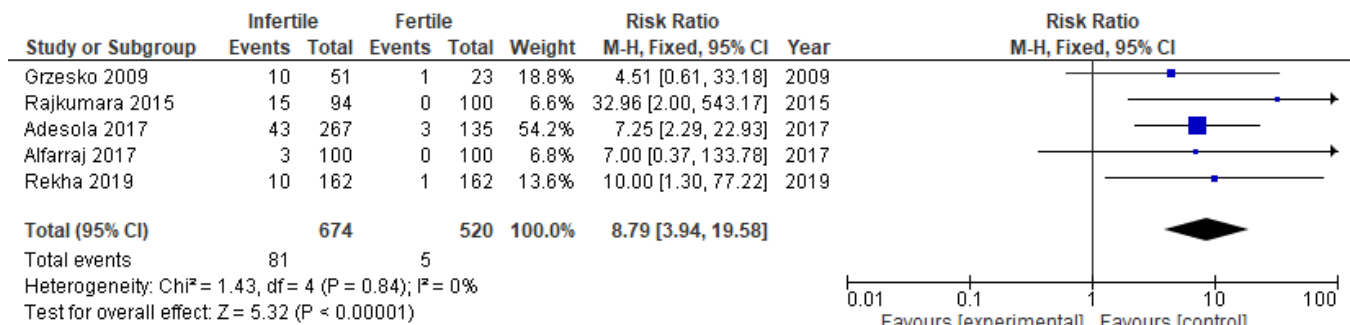 Infertile Fertile Risk Ratio Risk Ratio
Study or Subgroup Events Total Events Total Weight M-H, Fixed, 95% CI Year M-H, Fixed, 95% CI
Grzesko 2009 10 51 1 23 18.8% 4.51 [0.61, 33.18] 2009
Rajkumara 2015 15 94 0 100 6.6% 32.96 [2.00, 543.17] 2015
Adesola 2017 43 267 3 135 54.2% 7.25 [2.29, 22.93] 2017
Alfarraj 2017 3 100 0 100 6.8% 7.00 [0.37, 133.78] 2017
Rekha 2019 10 162 1 162 13.6% 10.00 [1.30, 77.22] 2019
Total (95% CI) 674 520 100.0% 8.79 [3.94, 19.58]
Total events 81 5
Heterogeneity: Chi² = 1.43, df = 4 (P = 0.84); I² = 0%
Test for overall effect: Z = 5.32 (P < 0.00001)
0.01 0.1 1 10 100
Favours [experimental] Favours [control]